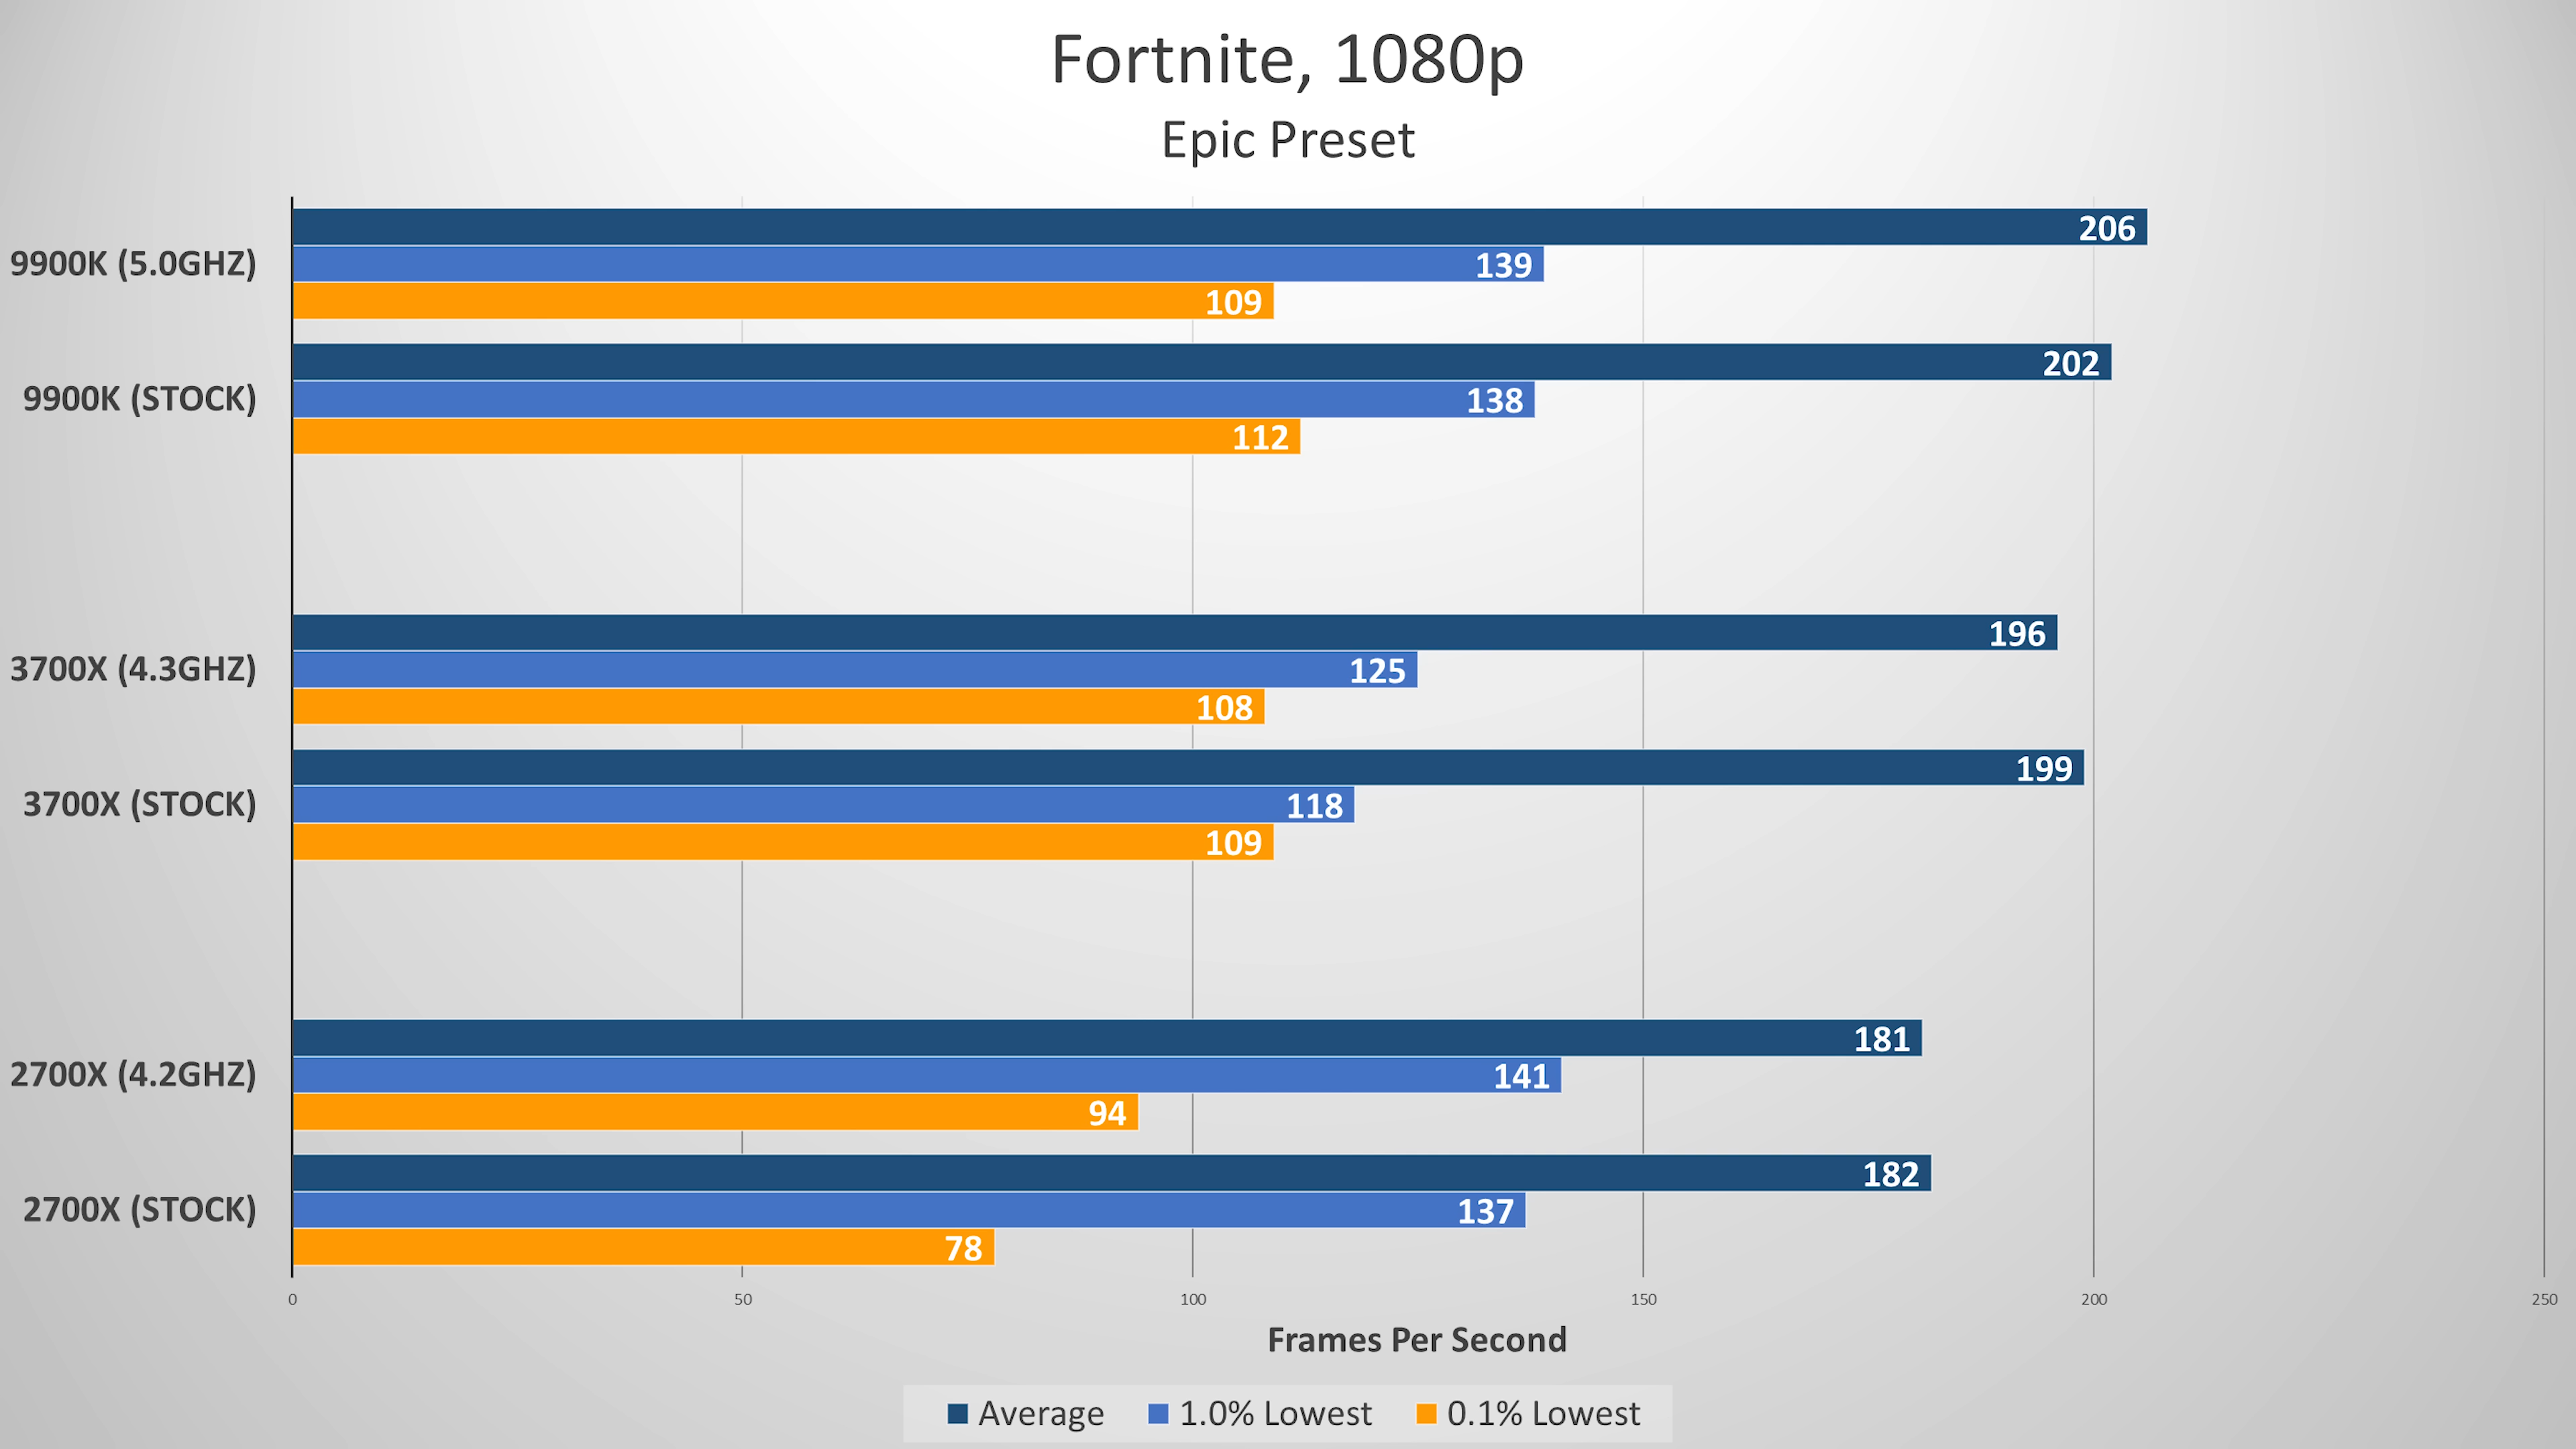 Fortnite, 1080p
Epic Preset
9900K (5.0GHZ)
206
139
109
9900K (STOCK)
202
138
112
3700X (4.3GHZ)
196
125
108
3700X (STOCK)
199
118
109
2700X (4.2GHZ)
181
141
94
2700X (STOCK)
182
137
78
0 50 100 150 200 250
Frames Per Second
Average 1.0% Lowest 0.1% Lowest